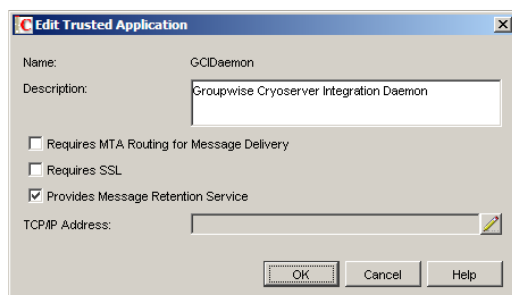 Edit Trusted Application
Name: GCIDaemon
Description: Groupwise Cryoserver Integration Daemon
Requires MTA Routing for Message Delivery
Requires SSL
Provides Message Retention Service
TCP/IP Address:
OK Cancel Help